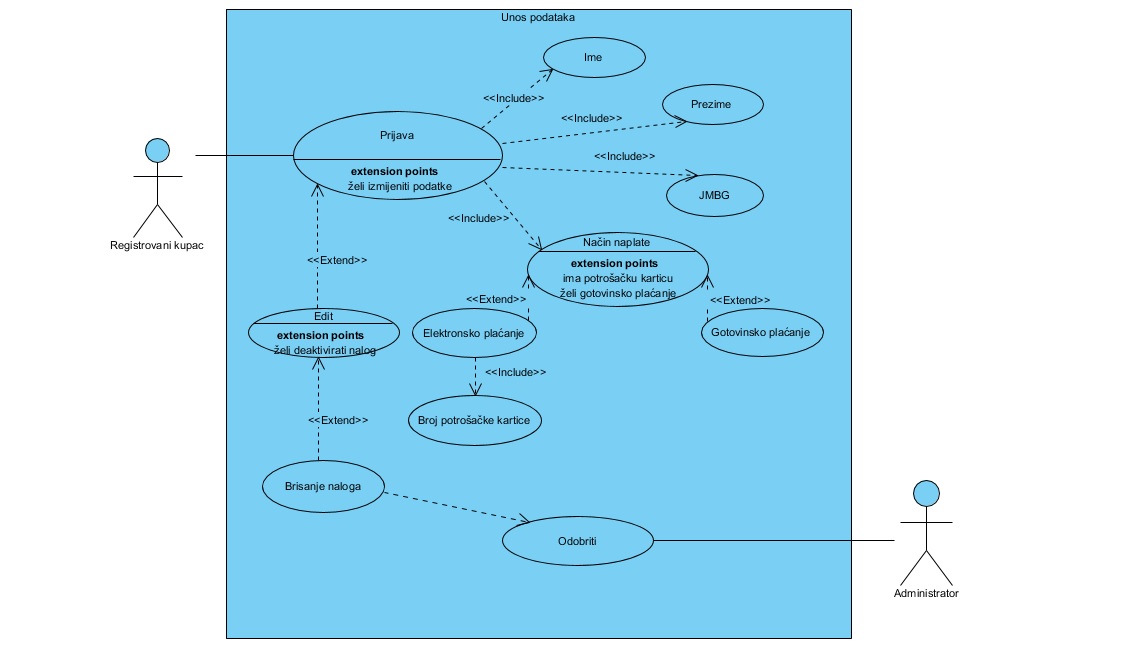 Unos podataka
Ime
<<Include>>
Prezime
<<Include>>
Prijava
<<Include>>
extension points
želi izmijeniti podatke
JMBG
<<Include>>
Registrovani kupac
Način naplate
extension points
ima potrošačku karticu
želi gotovinsko plaćanje
<<Extend>>
<<Extend>>
<<Extend>>
Edit
extension points
želi deaktivirati nalog
Elektronsko plaćanje
Gotovinsko plaćanje
<<Include>>
<<Extend>>
Broj potrošačke kartice
Brisanje naloga
Odobriti
Administrator